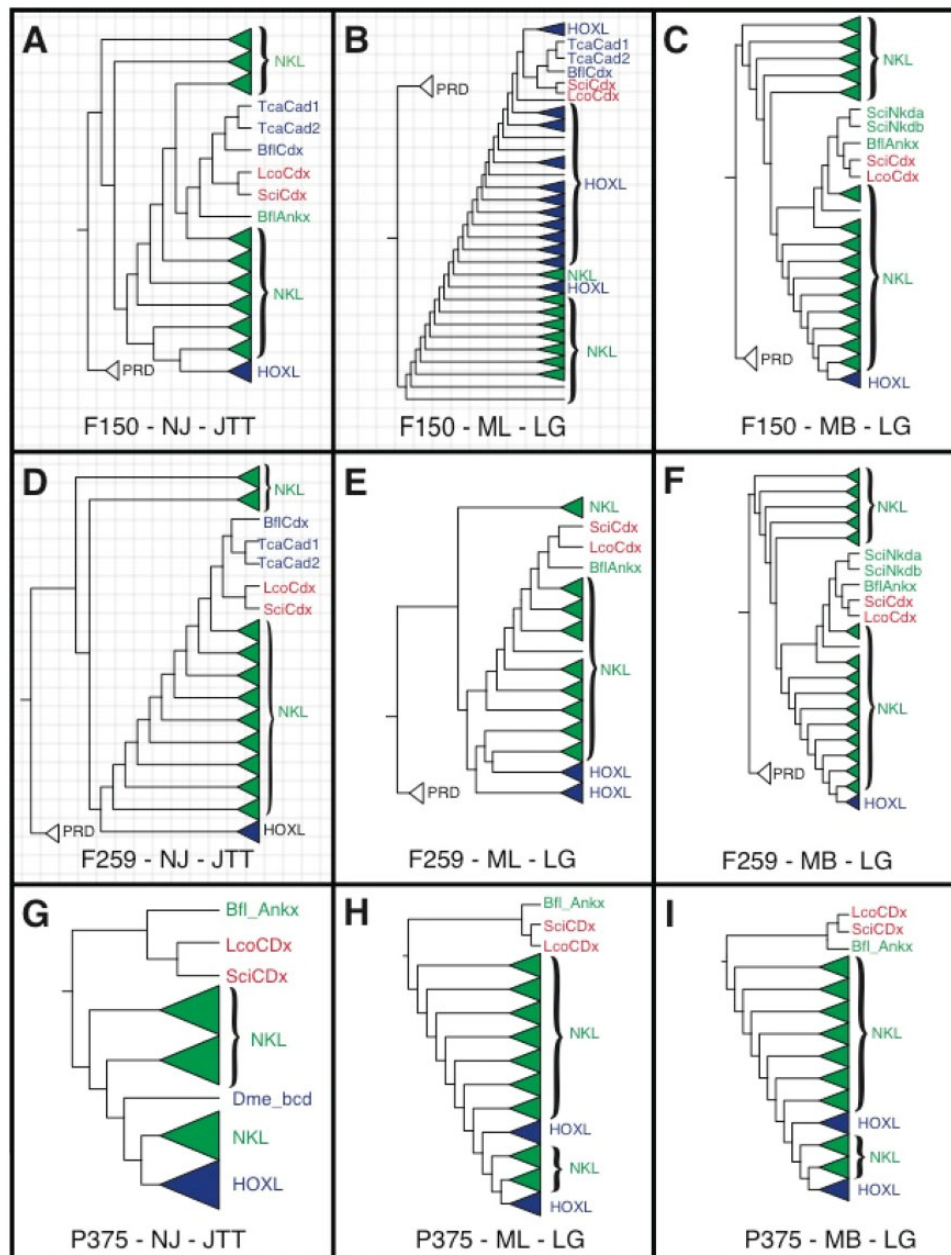 A
NKL
TcaCad1
TcaCad2
BflCdx
LcoCdx
SciCdx
BflAnkx
NKL
PRD
HOXL
F150 - NJ - JTT
B
HOXL
TcaCad1
TcaCad2
BflCdx
SciCdx
LcoCdx
PRD
HOXL
NKL
HOXL
NKL
F150 - ML - LG
C
NKL
SciNkda
SciNkdb
BflAnkx
SciCdx
LcoCdx
NKL
PRD
HOXL
F150 - MB - LG
D
NKL
BflCdx
TcaCad1
TcaCad2
LcoCdx
SciCdx
NKL
PRD
HOXL
F259 - NJ - JTT
E
NKL
SciCdx
LcoCdx
BflAnkx
NKL
HOXL
PRD
HOXL
F259 - ML - LG
F
NKL
SciNkda
SciNkdb
BflAnkx
SciCdx
LcoCdx
NKL
PRD
HOXL
F259 - MB - LG
G
Bfl_Ankx
LcoCDx
SciCDx
NKL
Dme_bcd
NKL
HOXL
P375 - NJ - JTT
H
Bfl_Ankx
SciCDx
LcoCDx
NKL
HOXL
NKL
HOXL
P375 - ML - LG
I
LcoCDx
SciCDx
Bfl_Ankx
NKL
HOXL
NKL
HOXL
P375 - MB - LG